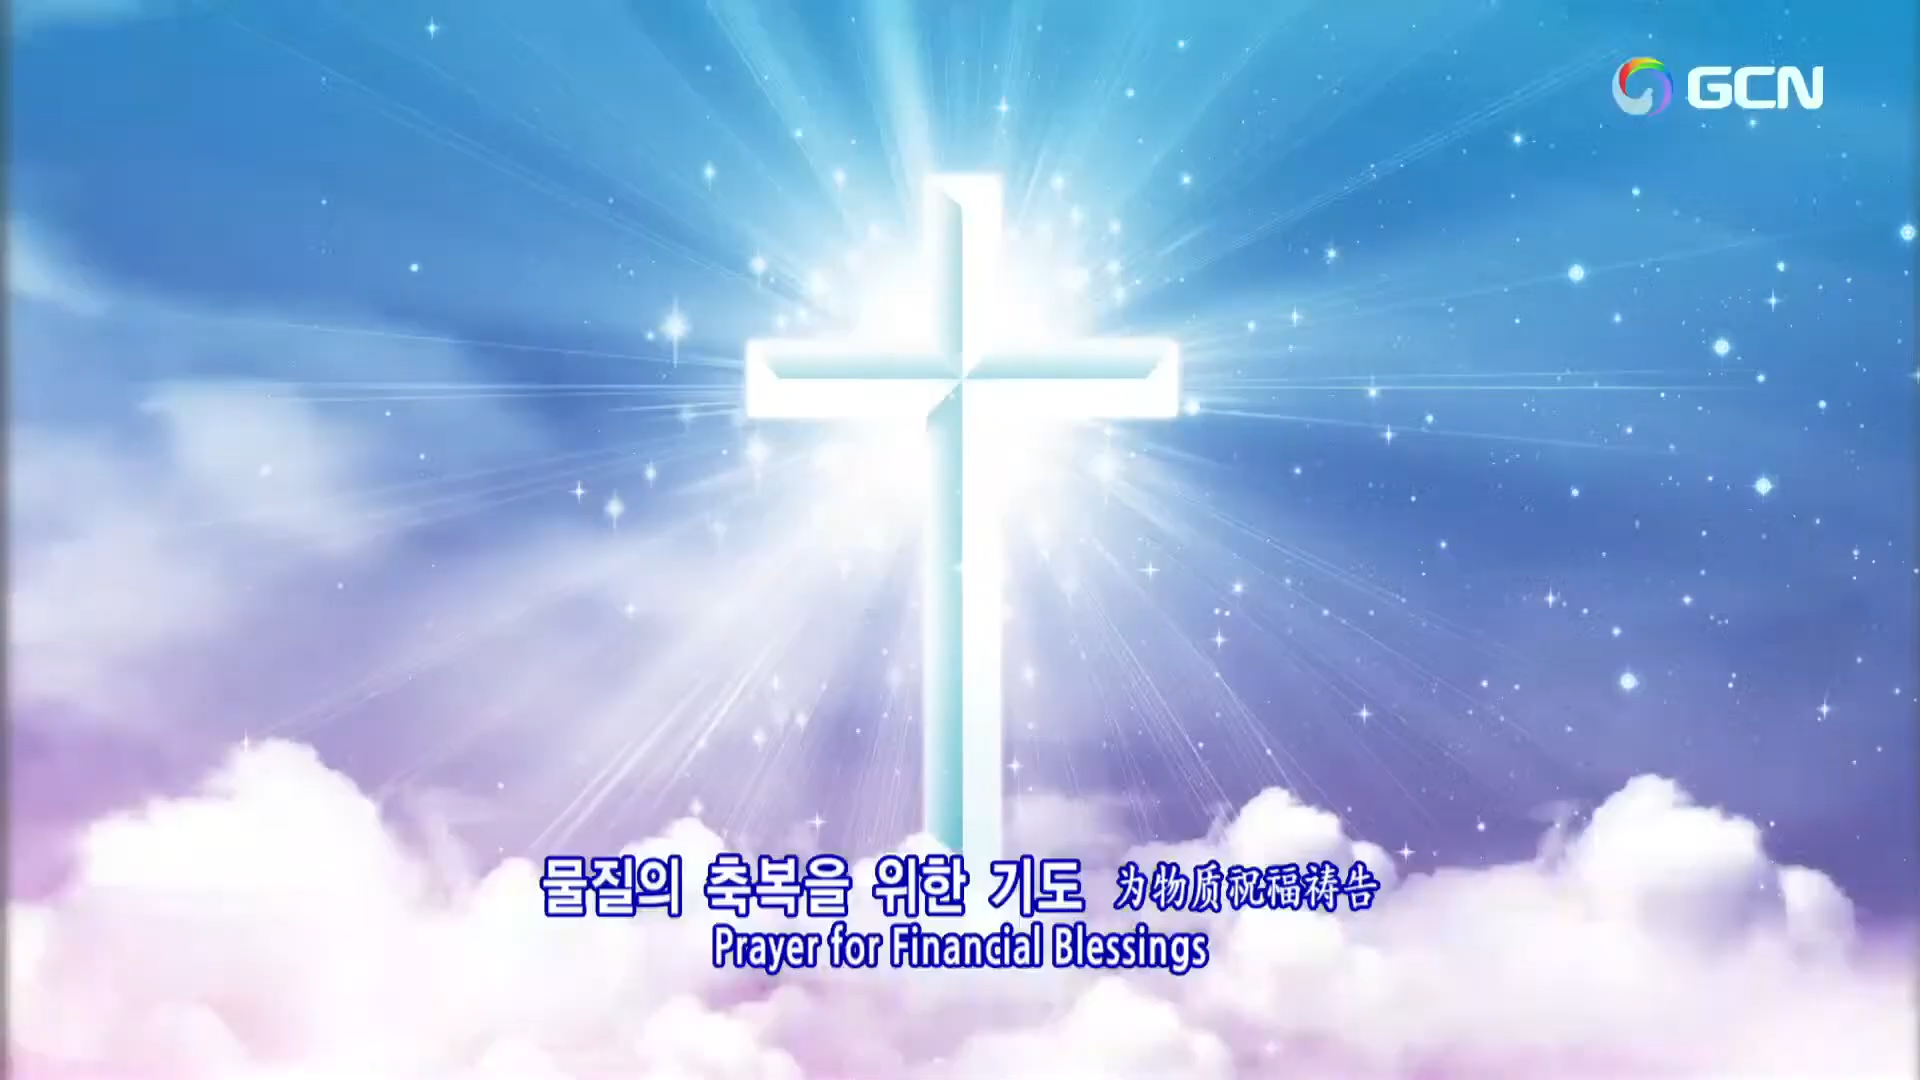 GCN
물질의 축복을 위한 기도 为物质祝福祷告
Prayer for Financial Blessings